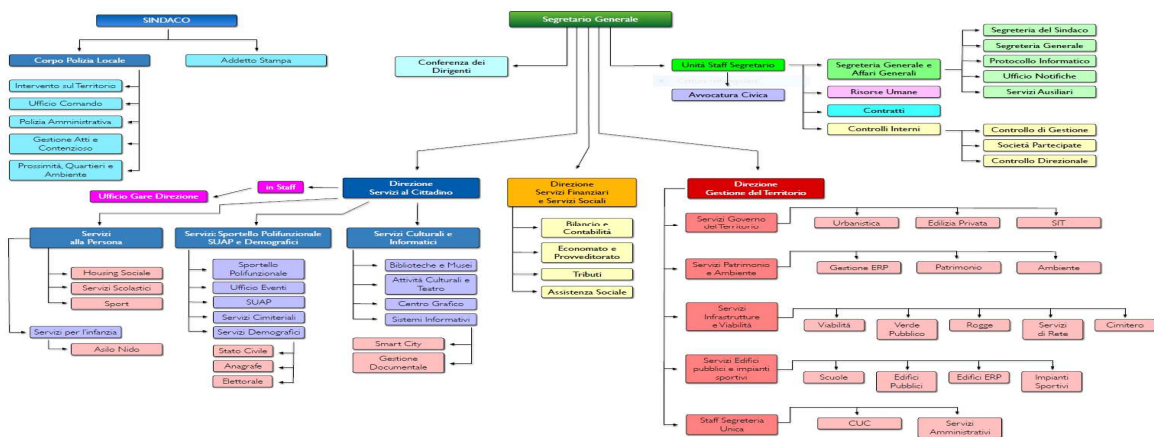 SINDACO
Corpo Polizia Locale
Addetto Stampa
Intervento sul Territorio
Ufficio Comando
Polizia Amministrativa
Gestione Atti e
Contenzioso
Prossimità, Quartieri e
Ambiente
Segretario Generale
Conferenza dei
Dirigenti
Unità Staff Segretario
Avvocatura Civica
Segreteria Generale e
Affari Generali
Risorse Umane
Contratti
Controlli Interni
Segreteria del Sindaco
Segreteria Generale
Protocollo Informatico
Ufficio Notifiche
Servizi Ausiliari
Controllo di Gestione
Società Partecipate
Controllo Direzionale
Direzione
Servizi al Cittadino
in Staff
Ufficio Gare Direzione
Servizi
alla Persona
Housing Sociale
Servizi Scolastici
Sport
Servizi per l'infanzia
Asilo Nido
Servizi: Sportello Polifunzionale
SUAP e Demografici
Sportello
Polifunzionale
Ufficio Eventi
SUAP
Servizi Cimiteriali
Servizi Demografici
Stato Civile
Anagrafe
Elettorale
Servizi Culturali e
Informatici
Biblioteche e Musei
Attività Culturali e
Teatro
Centro Grafico
Sistemi Informativi
Smart City
Gestione
Documentale
Direzione
Servizi Finanziari
e Servizi Sociali
Bilancio e
Contabilità
Economato e
Provveditorato
Tributi
Assistenza Sociale
Direzione
Gestione del Territorio
Servizi Governo
del Territorio
Urbanistica
Edilizia Privata
SIT
Servizi Patrimonio
e Ambiente
Gestione ERP
Patrimonio
Ambiente
Servizi
Infrastrutture
e Viabilità
Viabilità
Verde
Pubblico
Rogge
Servizi
di Rete
Cimitero
Servizi Edifici
pubblici e impianti
sportivi
Scuole
Edifici
Pubblici
Edifici ERP
Impianti
Sportivi
Staff Segreteria
Unica
CUC
Servizi
Amministrativi